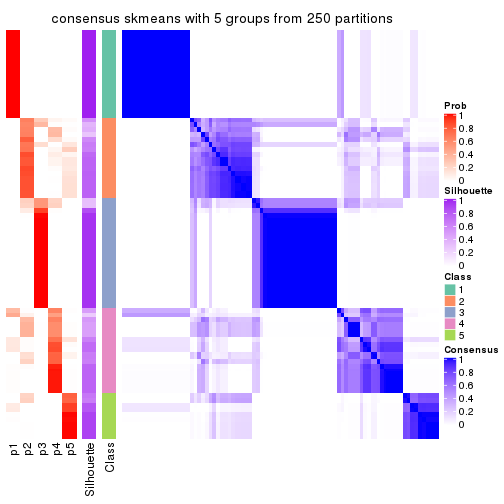 consensus skmeans with 5 groups from 250 partitions
Prob
1
0.8
0.6
0.4
0.2
0
Silhouette
1
0.8
0.6
0.4
0.2
0
Class
1
2
3
4
5
Consensus
1
0.8
0.6
0.4
0.2
0
p1
p2
p3
p4
p5
Silhouette
Class